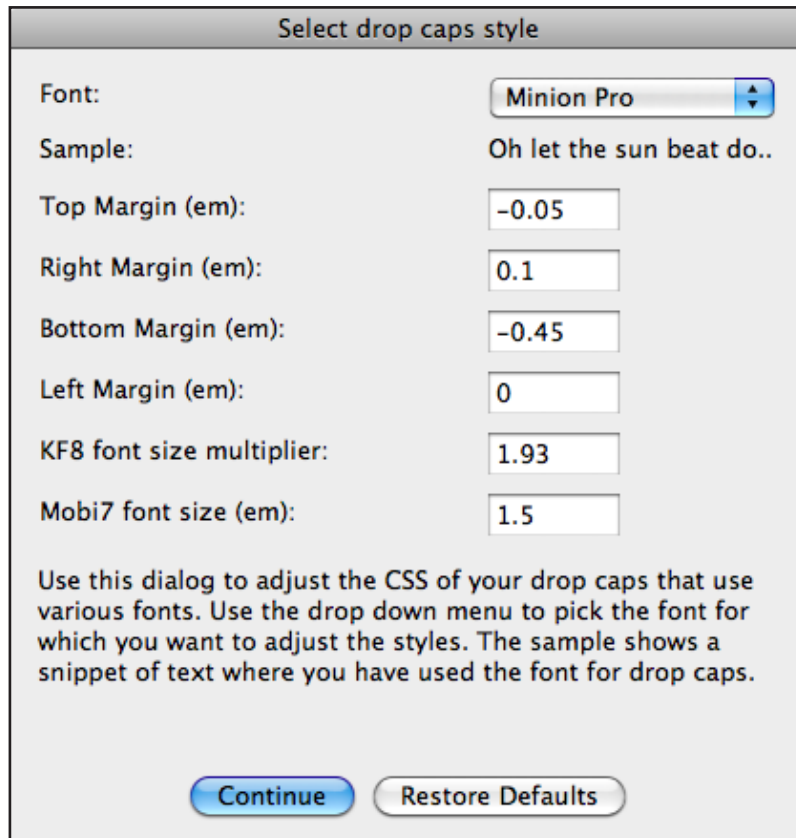 Select drop caps style
Font: Minion Pro
Sample: Oh let the sun beat do..
Top Margin (em): -0.05
Right Margin (em): 0.1
Bottom Margin (em): -0.45
Left Margin (em): 0
KF8 font size multiplier: 1.93
Mobi7 font size (em): 1.5
Use this dialog to adjust the CSS of your drop caps that use
various fonts. Use the drop down menu to pick the font for
which you want to adjust the styles. The sample shows a
snippet of text where you have used the font for drop caps.
Continue Restore Defaults